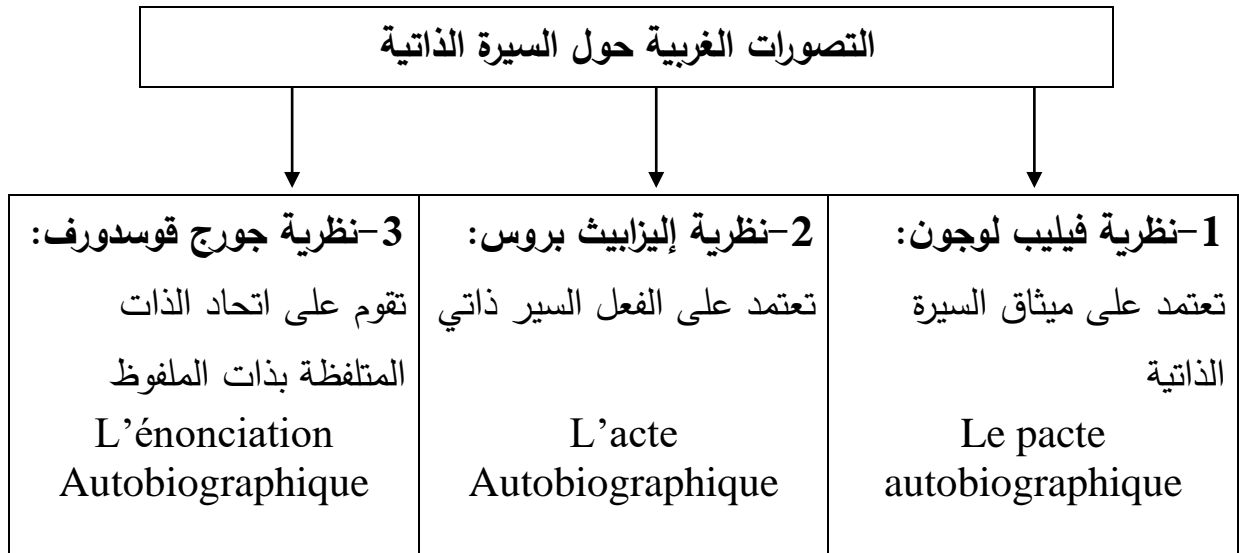 التصورات الغربية حول السيرة الذاتية
1-نظرية فيليب لوجون:
تعتمد على ميثاق السيرة
الذاتية
Le pacte
autobiographique
2-نظرية إليزابيث بروس:
تعتمد على الفعل السير ذاتي
L’acte
Autobiographique
3-نظرية جورج قوسدورف:
تقوم على اتحاد الذات
المتلفظة بذات الملفوظ
L’énonciation
Autobiographique